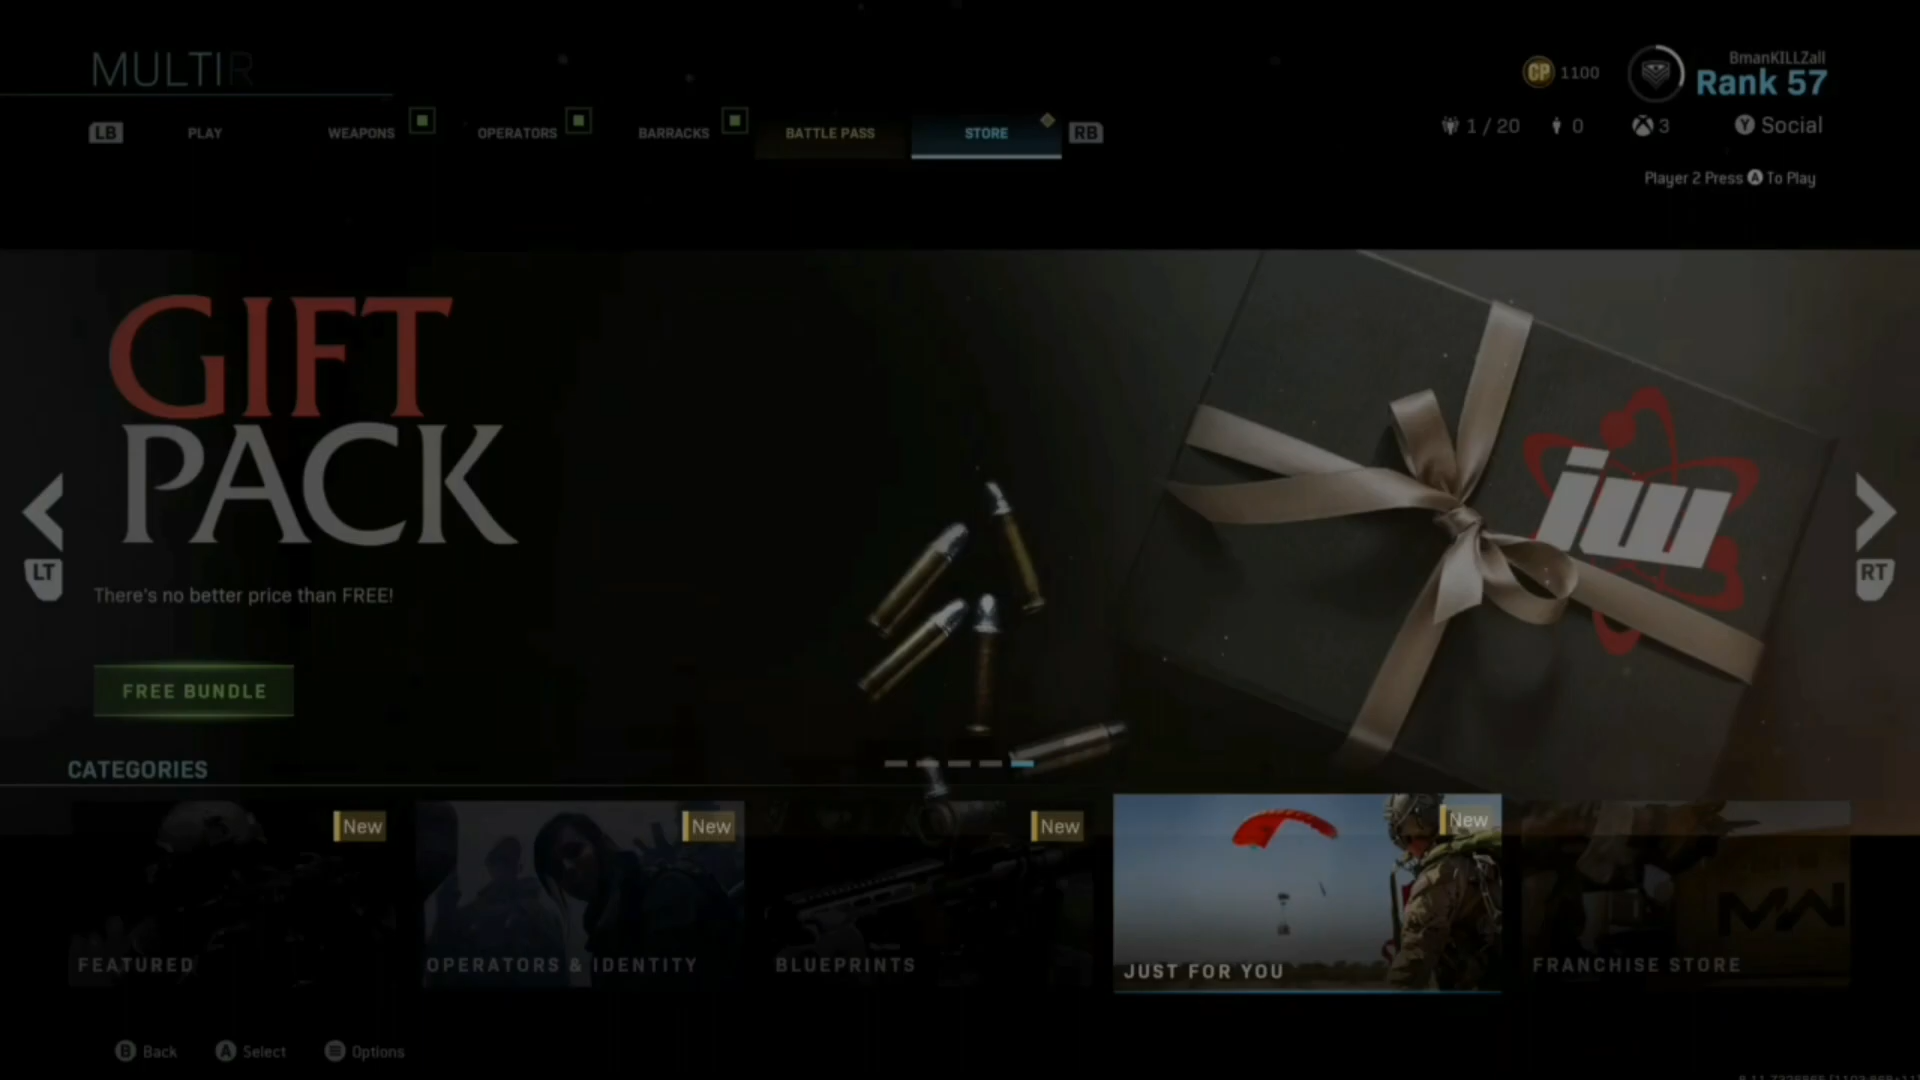 MULTIR
CP 1100
BmanKILLZall
Rank 57
LB
PLAY
WEAPONS
OPERATORS
BARRACKS
BATTLE PASS
STORE
RB
1 / 20
0
3
Y Social
Player 2 Press A To Play
GIFT
PACK
iw
LT
RT
There's no better price than FREE!
FREE BUNDLE
CATEGORIES
New
New
New
New
FEATURED
OPERATORS & IDENTITY
BLUEPRINTS
JUST FOR YOU
FRANCHISE STORE
MW
B Back
A Select
Options